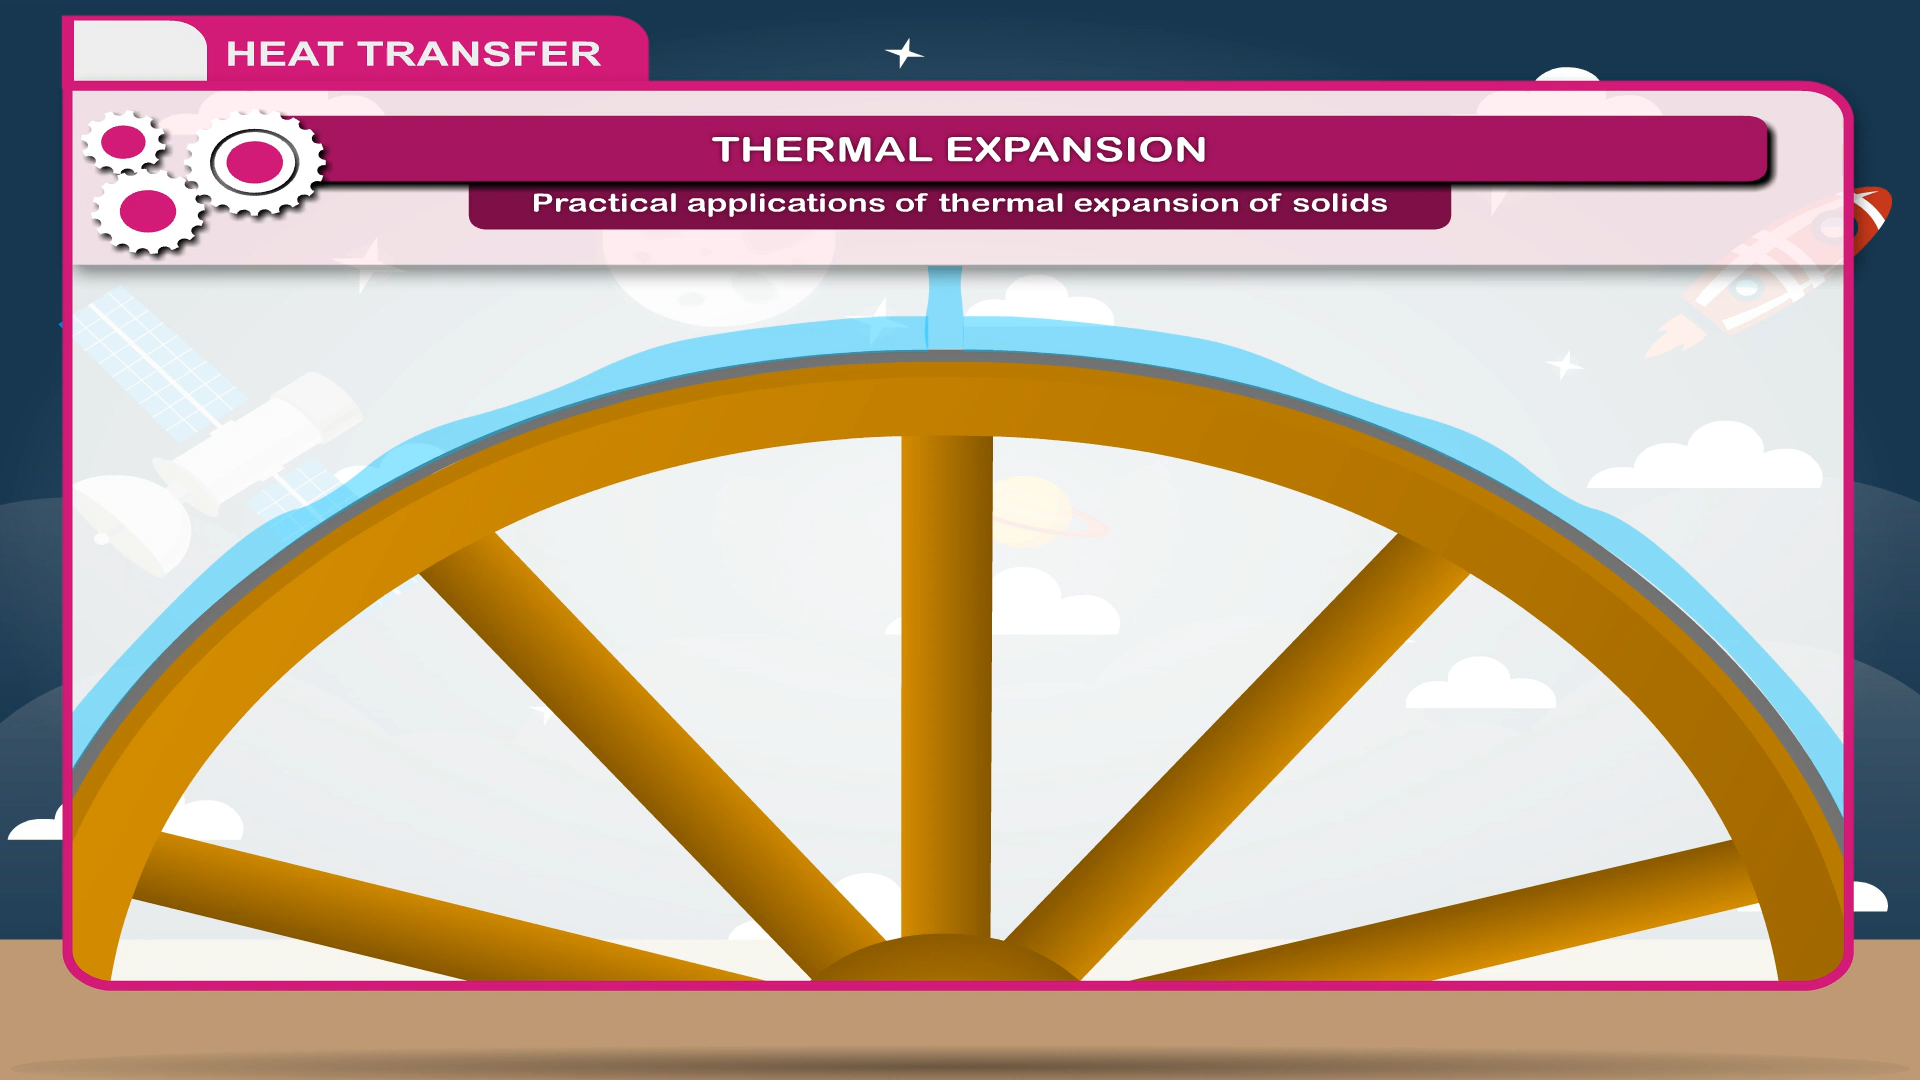 HEAT TRANSFER
THERMAL EXPANSION
Practical applications of thermal expansion of solids